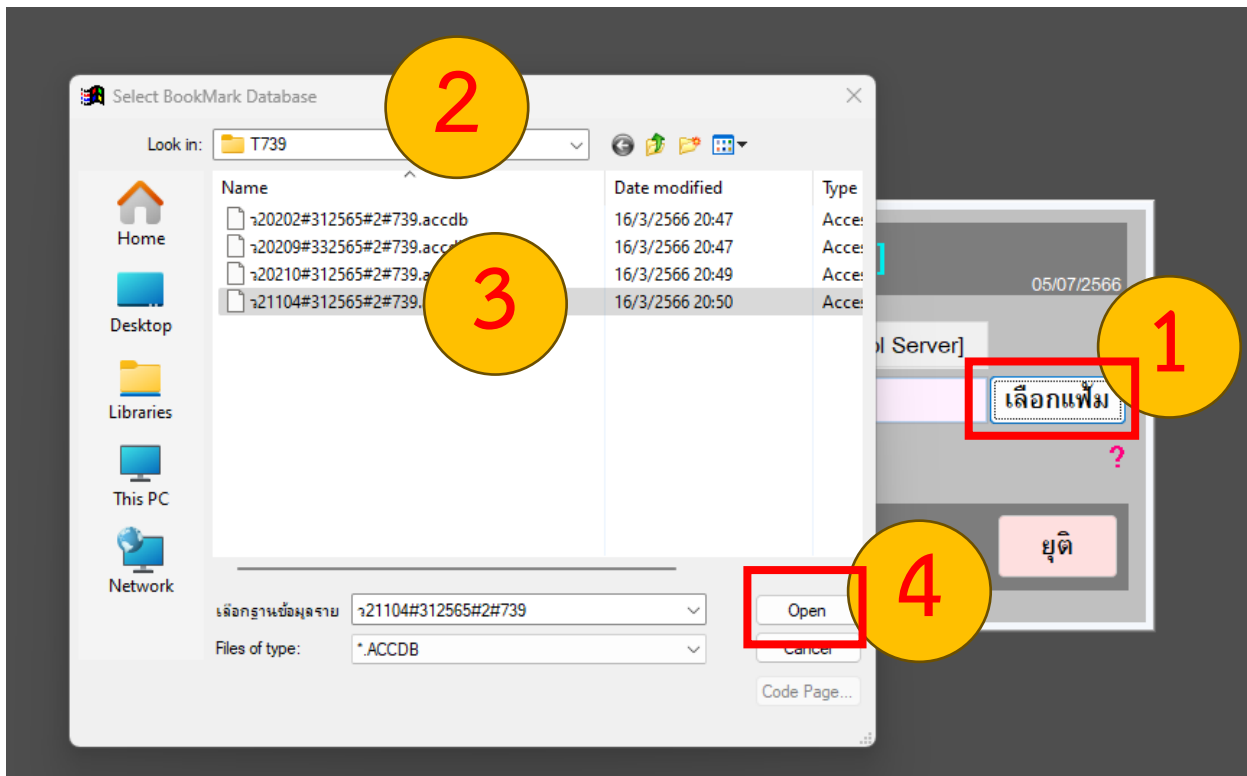 2
Select BookMark Database
Look in:
T739
Name
Date modified
Type
ว20202#312565#2#739.accdb
16/3/2566 20:47
ว20209#332565#2#739.accd
16/3/2566 20:47
ว20210#312565#2#739.a
16/3/2566 20:49
ว21104#312565#2#739.
16/3/2566 20:50
3
Home
Desktop
Libraries
This PC
Network
เลือกฐานข้อมูลราย
ว21104#312565#2#739
Open
Files of type:
*.ACCDB
Cancel
Code Page...
4
]
05/07/2566
1
Server]
เลือกแฟ้ม
?
ยุติ